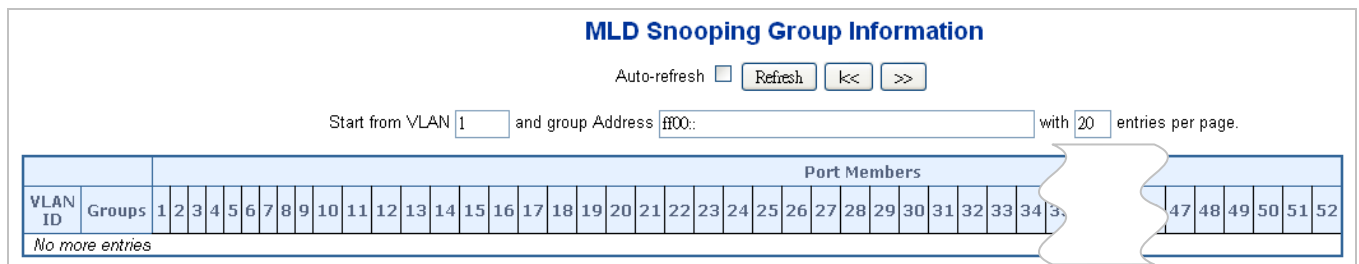 MLD Snooping Group Information
Auto-refresh Refresh |<< >>
Start from VLAN 1 and group Address ff00:: with 20 entries per page.
Port Members
VLAN ID Groups 1 2 3 4 5 6 7 8 9 10 11 12 13 14 15 16 17 18 19 20 21 22 23 24 25 26 27 28 29 30 31 32 33 34 47 48 49 50 51 52
No more entries